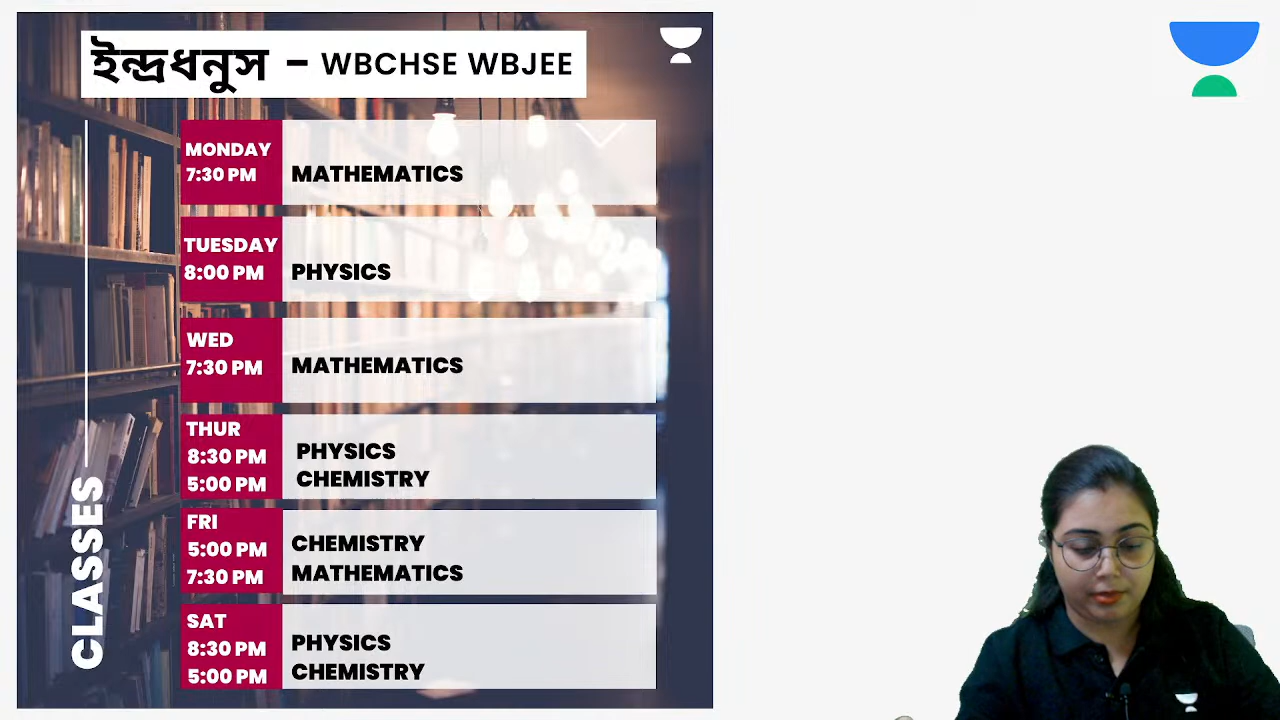 ইন্দ্রধনুস - WBCHSE WBJEE
CLASSES
MONDAY
7:30 PM
MATHEMATICS
TUESDAY
8:00 PM
PHYSICS
WED
7:30 PM
MATHEMATICS
THUR
8:30 PM
PHYSICS
5:00 PM
CHEMISTRY
FRI
5:00 PM
CHEMISTRY
7:30 PM
MATHEMATICS
SAT
8:30 PM
PHYSICS
5:00 PM
CHEMISTRY